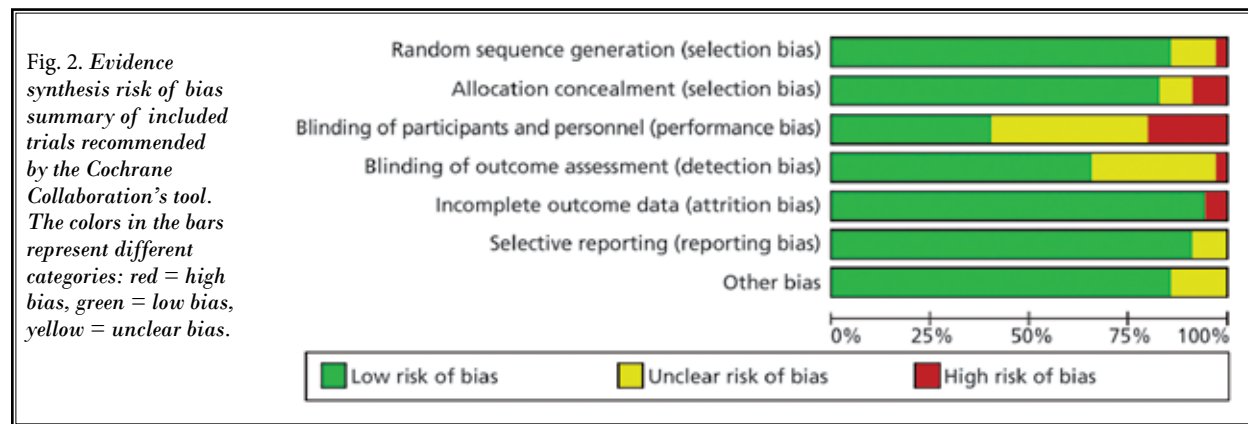 Fig. 2. Evidence
synthesis risk of bias
summary of included
trials recommended
by the Cochrane
Collaboration’s tool.
The colors in the bars
represent different
categories: red = high
bias, green = low bias,
yellow = unclear bias.
Random sequence generation (selection bias)
Allocation concealment (selection bias)
Blinding of participants and personnel (performance bias)
Blinding of outcome assessment (detection bias)
Incomplete outcome data (attrition bias)
Selective reporting (reporting bias)
Other bias
0% 25% 50% 75% 100%
Low risk of bias Unclear risk of bias High risk of bias